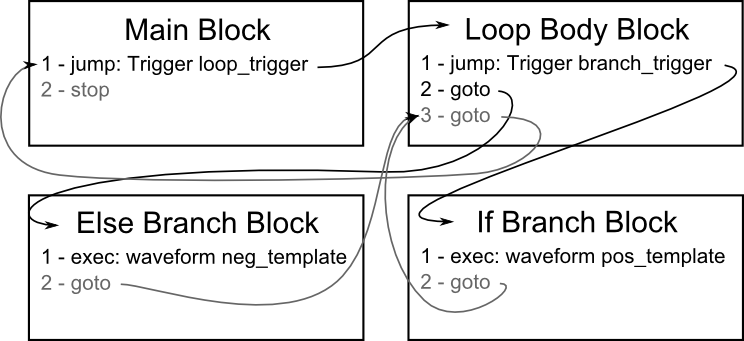 Main Block
1 - jump: Trigger loop_trigger
2 - stop
Loop Body Block
1 - jump: Trigger branch_trigger
2 - goto
3 - goto
Else Branch Block
1 - exec: waveform neg_template
2 - goto
If Branch Block
1 - exec: waveform pos_template
2 - goto